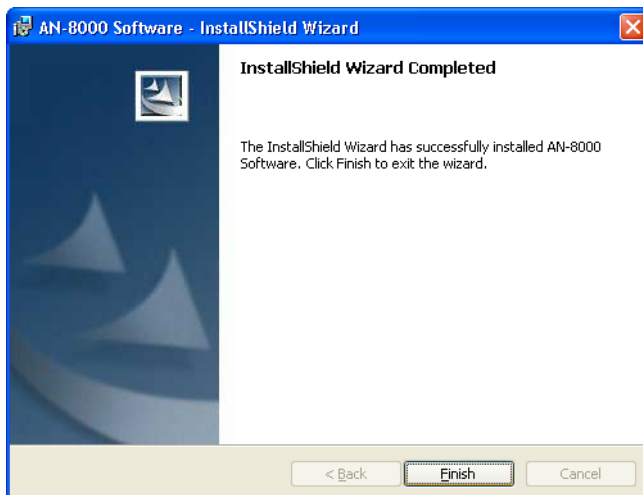 AN-8000 Software - InstallShield Wizard
InstallShield Wizard Completed
The InstallShield Wizard has successfully installed AN-8000
Software. Click Finish to exit the wizard.
< Back
Finish
Cancel